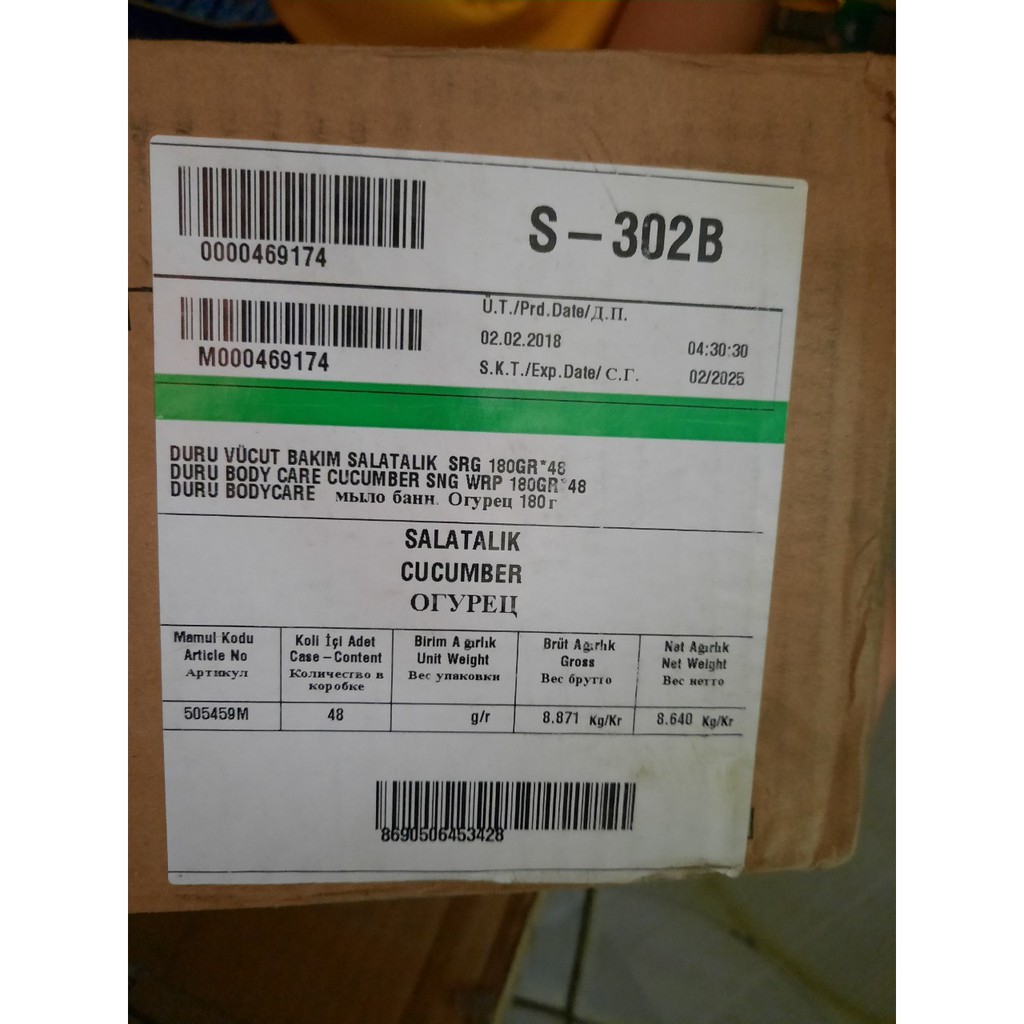 0000469174
S-302B
M000469174
Ü.T./Prd.Date/Д.П.
02.02.2018 04:30:30
S.K.T./Exp.Date/ С.Г. 02/2025
DURU VÜCUT BAKIM SALATALIK SRG 180GR*48
DURU BODY CARE CUCUMBER SNG WRP 180GR*48
DURU BODYCARE мыло банн. Огурец 180г
SALATALIK
CUCUMBER
ОГУРЕЦ
Mamul Kodu
Article No
Артикул
Koli İçi Adet
Case-Content
Количество в
коробке
Birim Ağırlık
Unit Weight
Вес упаковки
Brüt Ağırlık
Gross
Вес брутто
Net Ağırlık
Net Weight
Вес нетто
505459M 48 g/r 8.871 Kg/Kr 8.640 Kg/Kr
8690506453428